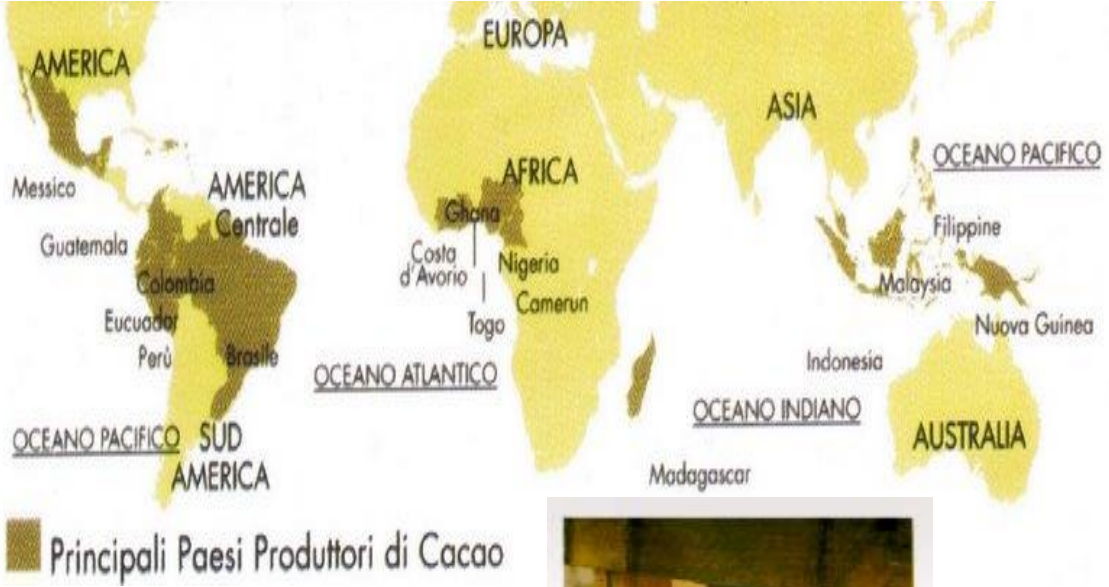 EUROPA
AMERICA
ASIA
OCEANO PACIFICO
AFRICA
Messico
AMERICA
Centrale
Ghana
Filippine
Guatemala
Costa
d'Avorio
Nigeria
Colombia
Malaysia
Camerun
Eucuador
Togo
Nuova Guinea
Perù
Brasile
Indonesia
OCEANO ATLANTICO
OCEANO INDIANO
OCEANO PACIFICO
SUD
AMERICA
AUSTRALIA
Madagascar
Principali Paesi Produttori di Cacao